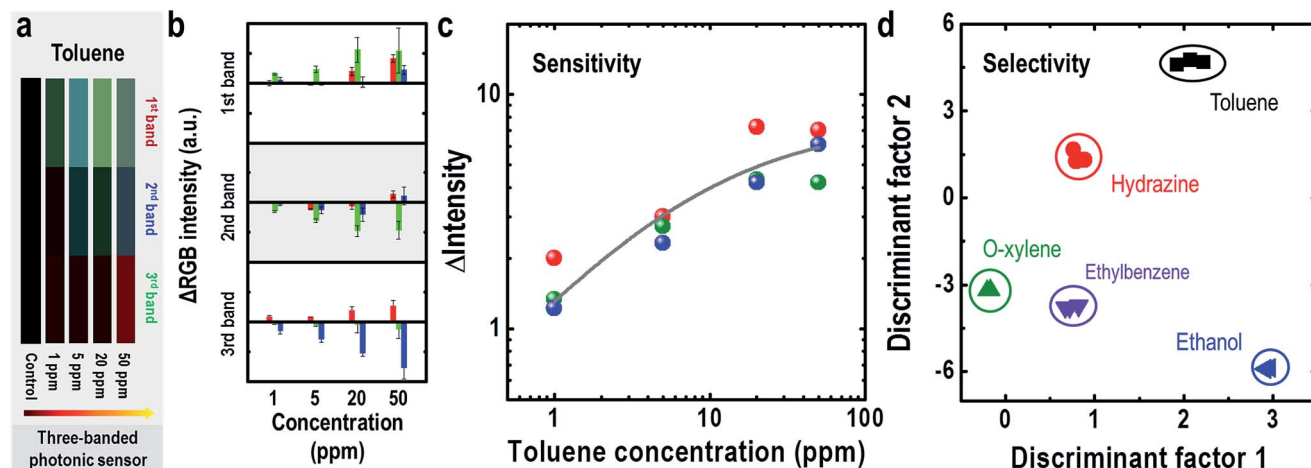 a
Toluene
1st band
2nd band
3rd band
Control
1 ppm
5 ppm
20 ppm
50 ppm
Three-banded
photonic sensor
b
ΔRGB intensity (a.u.)
1st band
2nd band
3rd band
1 5 20 50
Concentration
(ppm)
c
Sensitivity
ΔIntensity
10
1
1 10 100
Toluene concentration (ppm)
d
Selectivity
Discriminant factor 2
6
3
0
-3
-6
Toluene
Hydrazine
O-xylene
Ethylbenzene
Ethanol
0 1 2 3
Discriminant factor 1